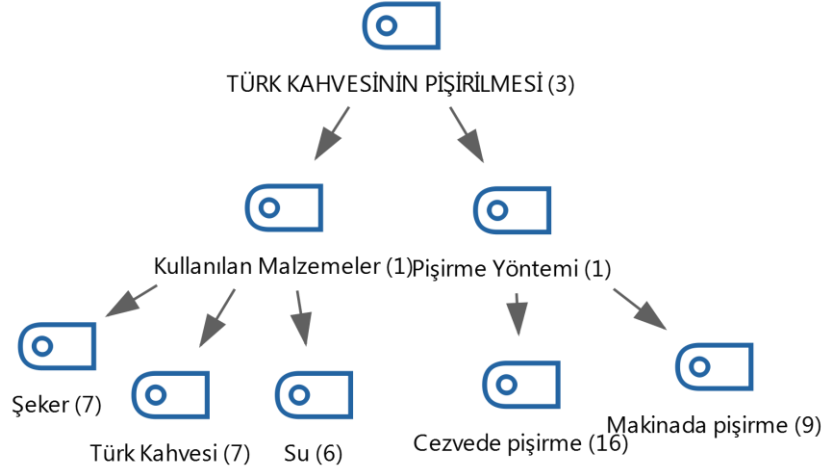 TÜRK KAHVESİNİN PİŞİRİLMESİ (3)
Kullanılan Malzemeler (1)
Pişirme Yöntemi (1)
Şeker (7)
Türk Kahvesi (7)
Su (6)
Cezvede pişirme (16)
Makinada pişirme (9)